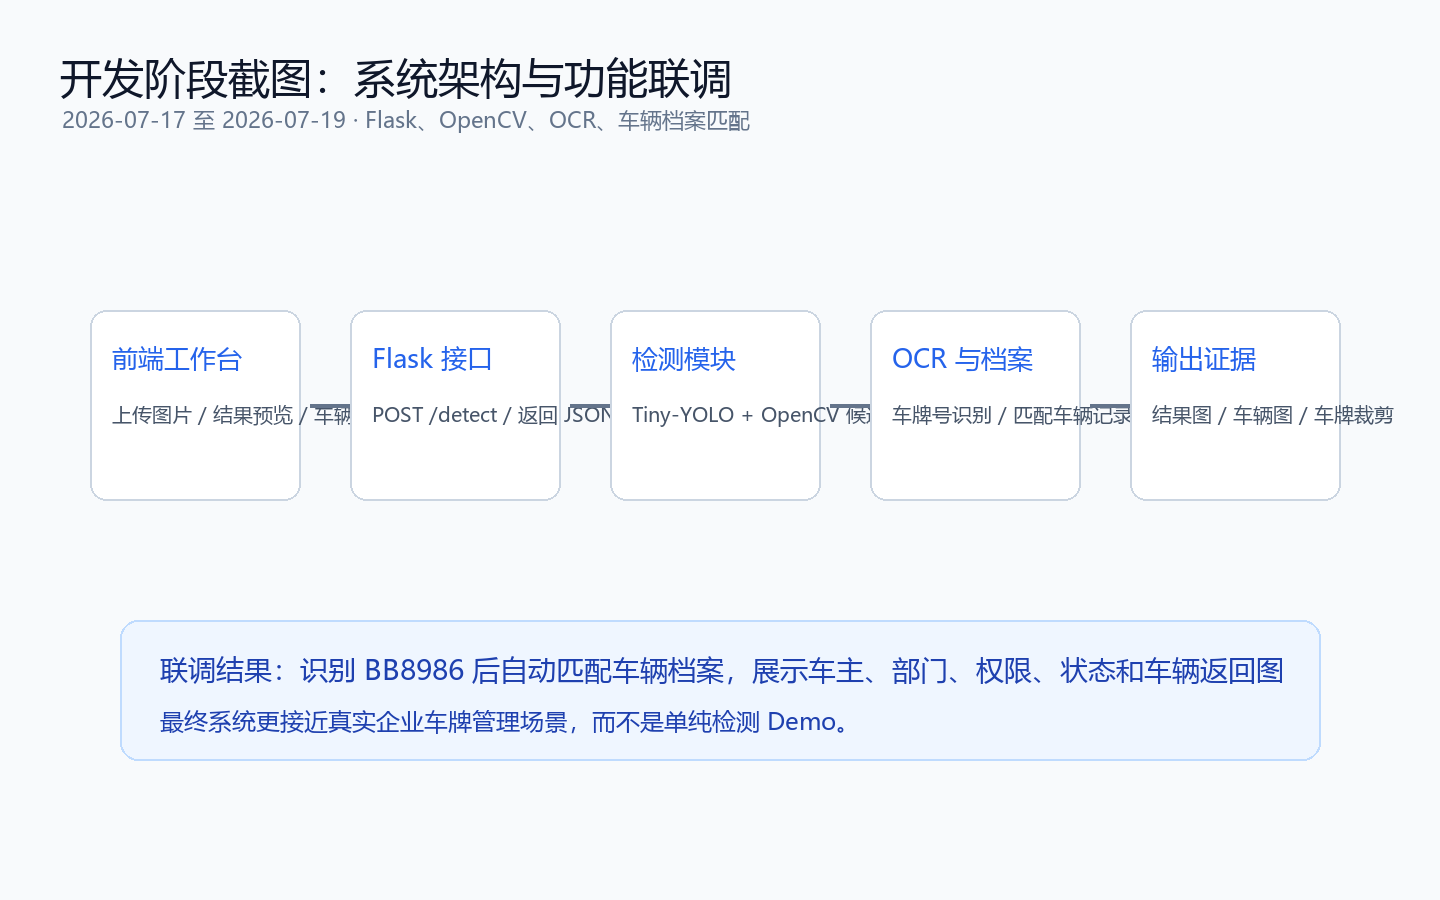 开发阶段截图：系统架构与功能联调
2026-07-17 至 2026-07-19 · Flask、OpenCV、OCR、车辆档案匹配
前端工作台
上传图片 / 结果预览 / 车辆
Flask 接口
POST /detect / 返回 JSON
检测模块
Tiny-YOLO + OpenCV
OCR 与档案
车牌号识别 / 匹配车辆记录
输出证据
结果图 / 车辆图 / 车牌裁剪
联调结果：识别 BB8986 后自动匹配车辆档案，展示车主、部门、权限、状态和车辆返回图
最终系统更接近真实企业车牌管理场景，而不是单纯检测 Demo。